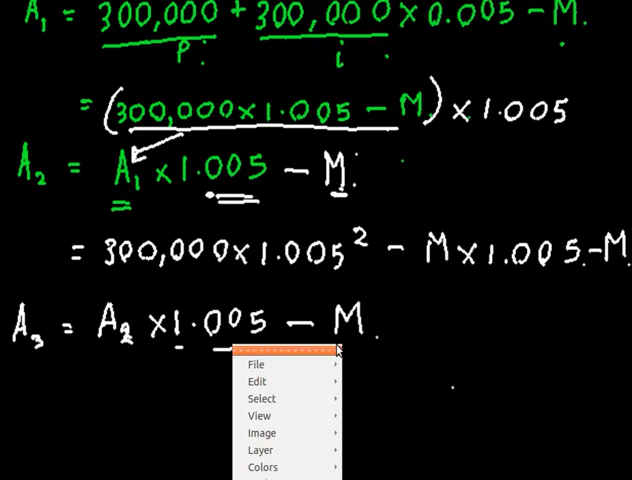 A₁ = 300,000 + 300,000 × 0.005 - M.
P. i.
= (300,000 × 1.005 - M) × 1.005
A₂ = A₁ × 1.005 - M.
= 300,000 × 1.005² - M × 1.005 - M
A₃ = A₂ × 1.005 - M.
File
Edit
Select
View
Image
Layer
Colors